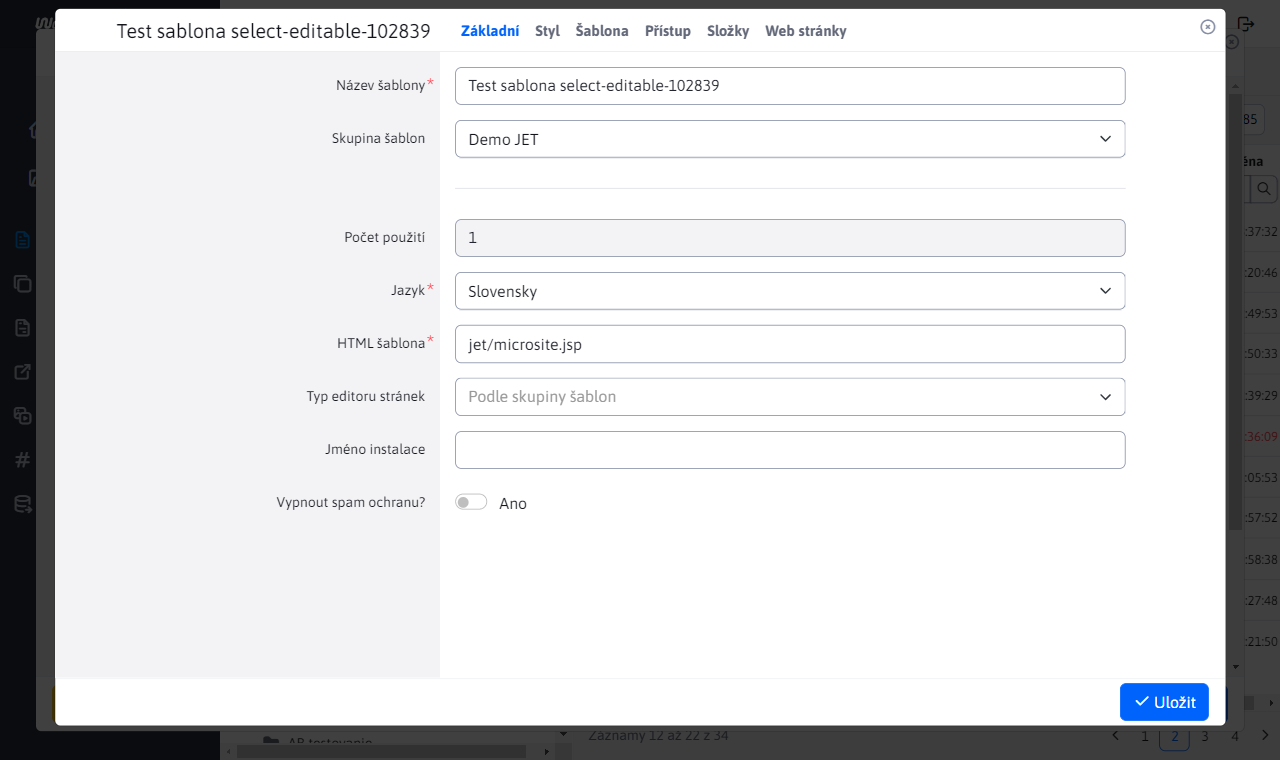 Test sablona select-editable-102839
Základní Styl Šablona Přístup Složky Web stránky
Název šablony*
Test sablona select-editable-102839
Skupina šablon
Demo JET
Počet použití
1
Jazyk*
Slovensky
HTML šablona*
jet/microsite.jsp
Typ editoru stránek
Podle skupiny šablon
Jméno instalace
Vypnout spam ochranu?
Ano
Uložit
85
ěna
:37:32
:20:46
:49:53
:50:33
:39:29
:36:09
:05:53
:57:52
:58:38
:27:48
:21:50
AB testovanie
Záznamy 12 až 22 z 34
1 2 3 4